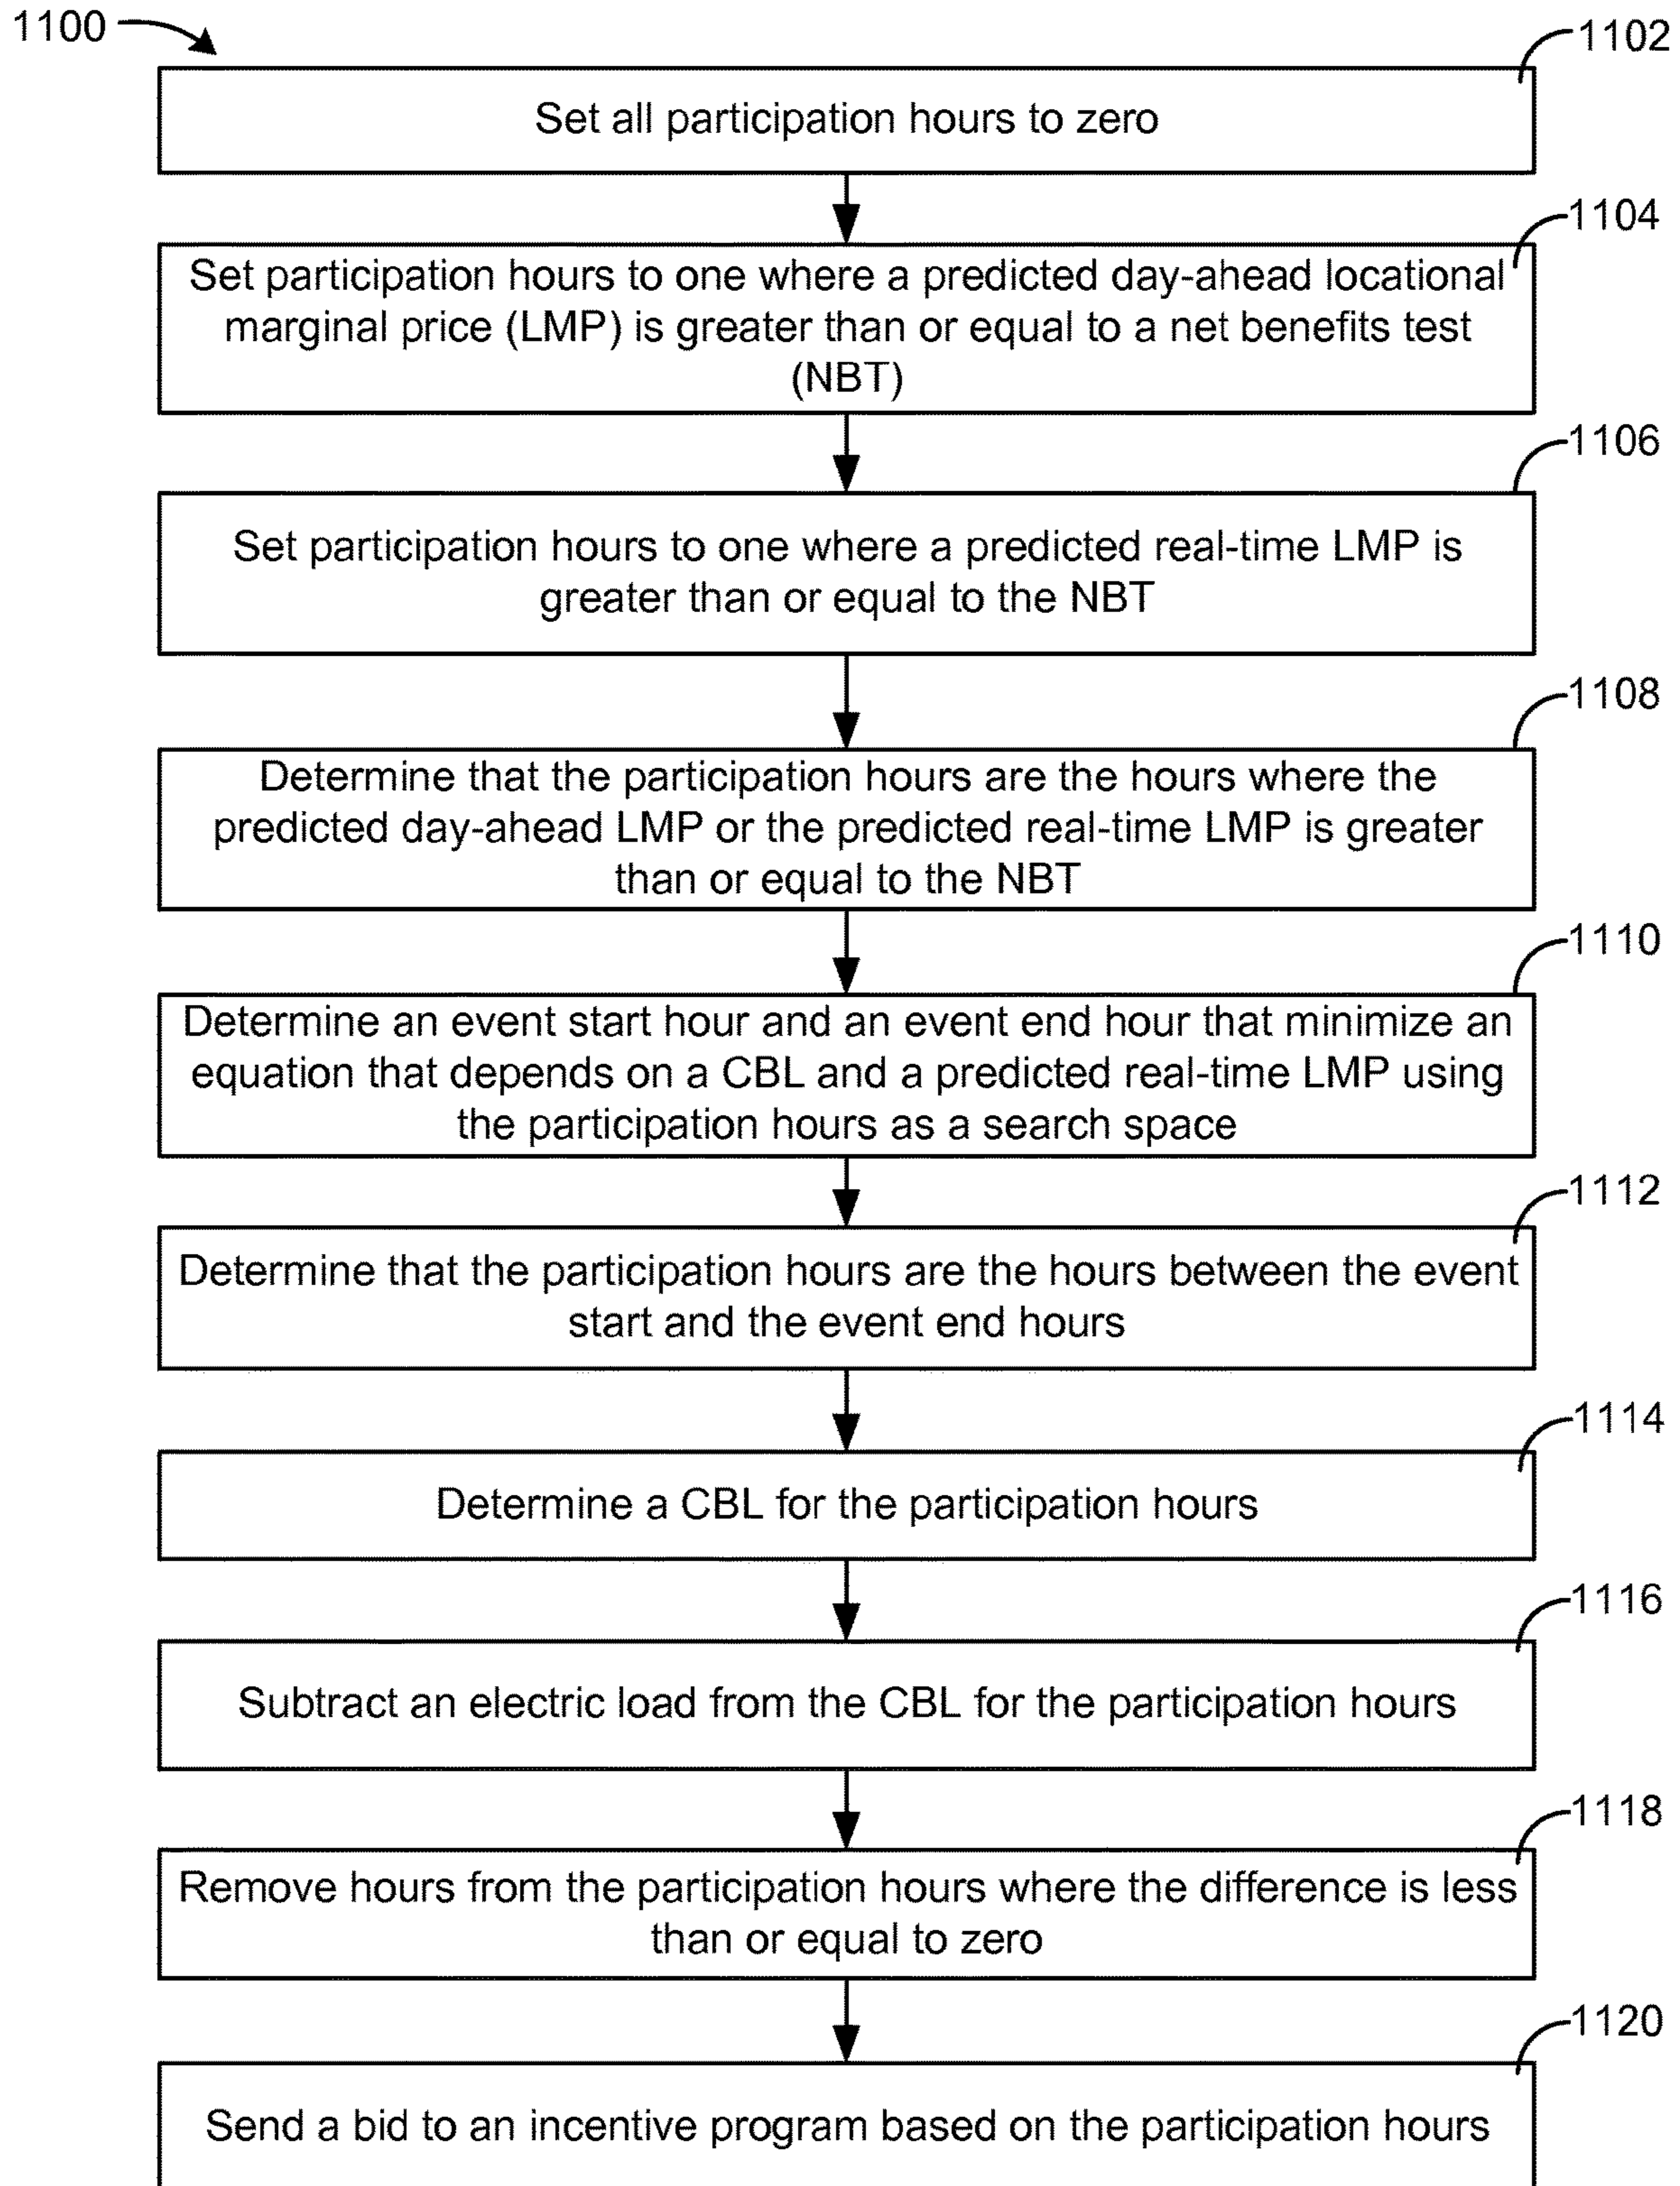 1100
1102
Set all participation hours to zero
1104
Set participation hours to one where a predicted day-ahead locational
marginal price (LMP) is greater than or equal to a net benefits test
(NBT)
1106
Set participation hours to one where a predicted real-time LMP is
greater than or equal to the NBT
1108
Determine that the participation hours are the hours where the
predicted day-ahead LMP or the predicted real-time LMP is greater
than or equal to the NBT
1110
Determine an event start hour and an event end hour that minimize an
equation that depends on a CBL and a predicted real-time LMP using
the participation hours as a search space
1112
Determine that the participation hours are the hours between the event
start and the event end hours
1114
Determine a CBL for the participation hours
1116
Subtract an electric load from the CBL for the participation hours
1118
Remove hours from the participation hours where the difference is less
than or equal to zero
1120
Send a bid to an incentive program based on the participation hours